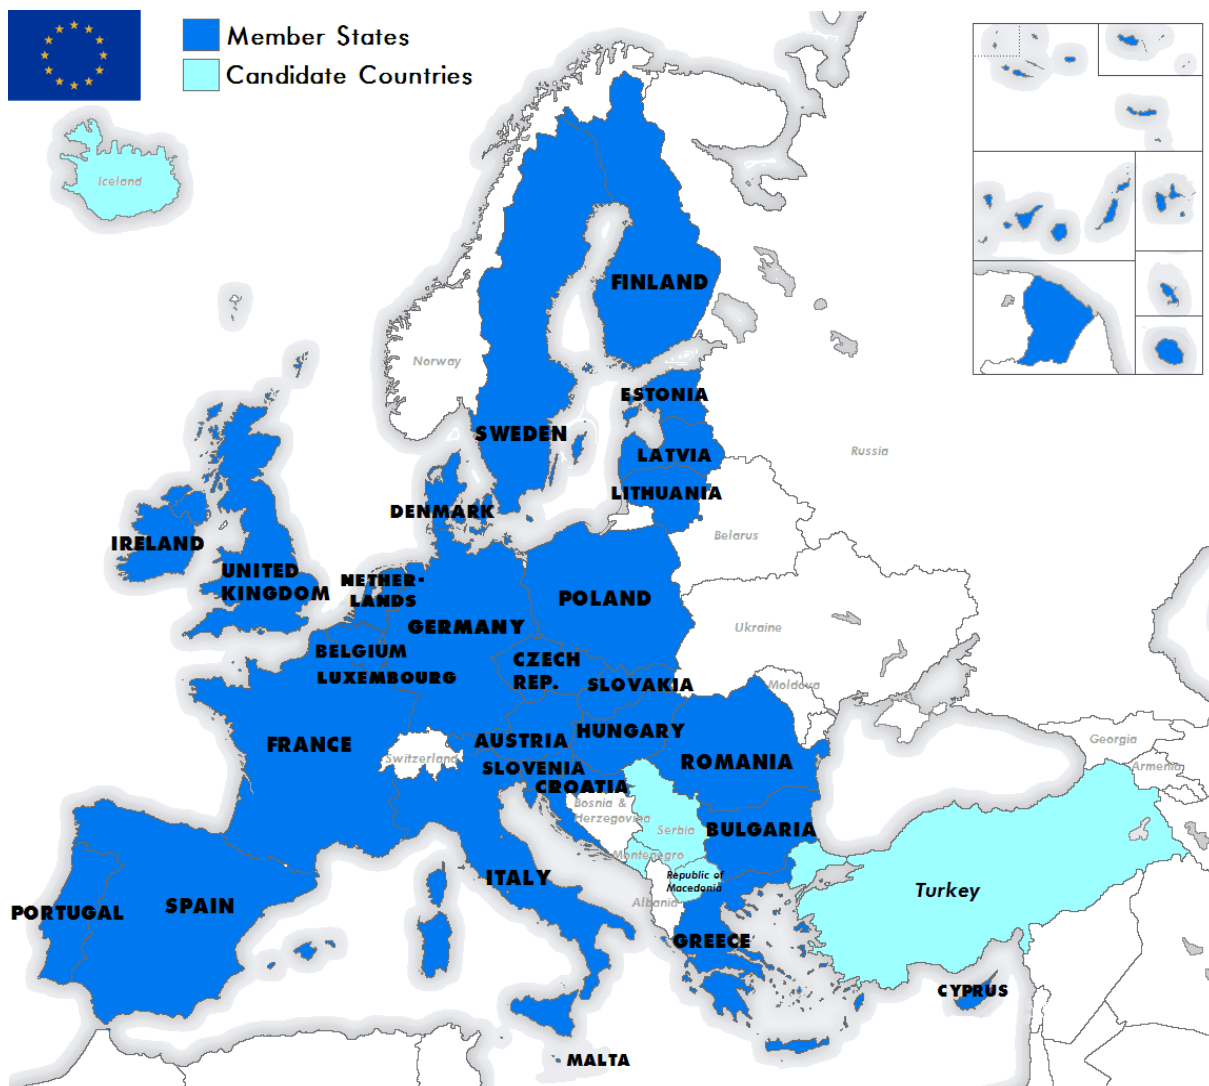 Member States
Candidate Countries
Iceland
FINLAND
Norway
ESTONIA
SWEDEN
Russia
LATVIA
LITHUANIA
DENMARK
Belarus
IRELAND
UNITED
KINGDOM
NETHER-
LANDS
POLAND
GERMANY
Ukraine
BELGIUM
CZECH
REP.
LUXEMBOURG
SLOVAKIA
Moldova
HUNGARY
FRANCE
AUSTRIA
Georgia
Switzerland
ROMANIA
SLOVENIA
Armenia
CROATIA
Bosnia &
Herzegovina
Serbia
BULGARIA
Montenegro
Republic of
Macedonia
ITALY
Turkey
Albania
SPAIN
PORTUGAL
GREECE
CYPRUS
MALTA